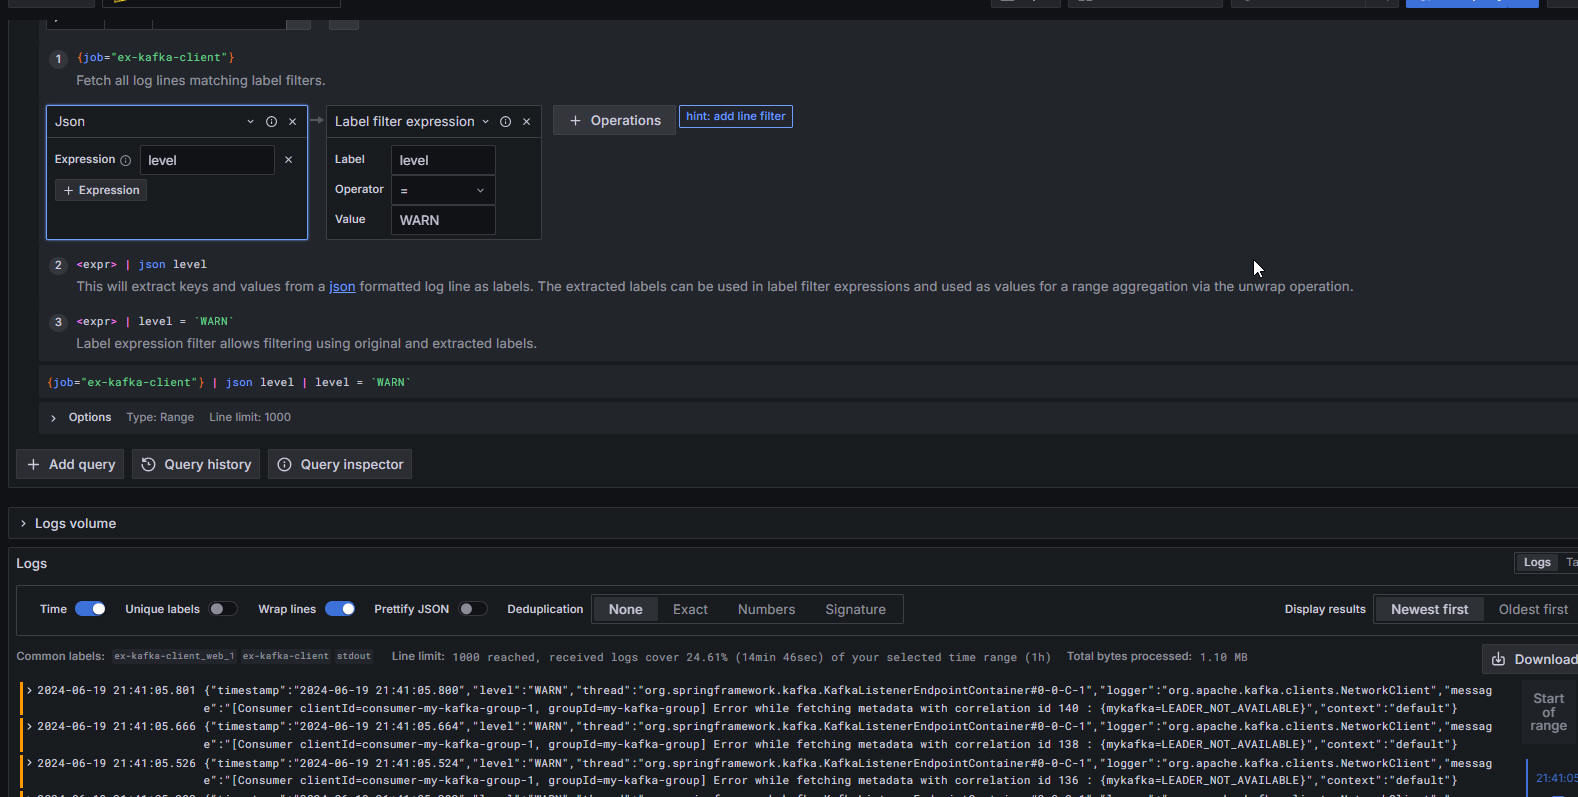 1 {job="ex-kafka-client"}
Fetch all log lines matching label filters.
Json
Label filter expression
+ Operations
hint: add line filter
Expression
level
+ Expression
Label
level
Operator
=
Value
WARN
2 <expr> | json level
This will extract keys and values from a json formatted log line as labels. The extracted labels can be used in label filter expressions and used as values for a range aggregation via the unwrap operation.
3 <expr> | level = `WARN`
Label expression filter allows filtering using original and extracted labels.
{job="ex-kafka-client"} | json level | level = `WARN`
Options Type: Range Line limit: 1000
+ Add query
Query history
Query inspector
Logs volume
Logs
Logs
Time
Unique labels
Wrap lines
Prettify JSON
Deduplication
None Exact Numbers Signature
Display results
Newest first Oldest first
Common labels: ex-kafka-client_web_1 ex-kafka-client stdout Line limit: 1000 reached, received logs cover 24.61% (14min 46sec) of your selected time range (1h) Total bytes processed: 1.10 MB
Download
2024-06-19 21:41:05.801 {"timestamp":"2024-06-19 21:41:05.800","level":"WARN","thread":"org.springframework.kafka.KafkaListenerEndpointContainer#0-0-C-1","logger":"org.apache.kafka.clients.NetworkClient","messag
e":"[Consumer clientId=consumer-my-kafka-group-1, groupId=my-kafka-group] Error while fetching metadata with correlation id 140 : {mykafka=LEADER_NOT_AVAILABLE}","context":"default"}
2024-06-19 21:41:05.666 {"timestamp":"2024-06-19 21:41:05.664","level":"WARN","thread":"org.springframework.kafka.KafkaListenerEndpointContainer#0-0-C-1","logger":"org.apache.kafka.clients.NetworkClient","messag
e":"[Consumer clientId=consumer-my-kafka-group-1, groupId=my-kafka-group] Error while fetching metadata with correlation id 138 : {mykafka=LEADER_NOT_AVAILABLE}","context":"default"}
2024-06-19 21:41:05.526 {"timestamp":"2024-06-19 21:41:05.524","level":"WARN","thread":"org.springframework.kafka.KafkaListenerEndpointContainer#0-0-C-1","logger":"org.apache.kafka.clients.NetworkClient","messag
e":"[Consumer clientId=consumer-my-kafka-group-1, groupId=my-kafka-group] Error while fetching metadata with correlation id 136 : {mykafka=LEADER_NOT_AVAILABLE}","context":"default"}
Start
of
range
21:41:05